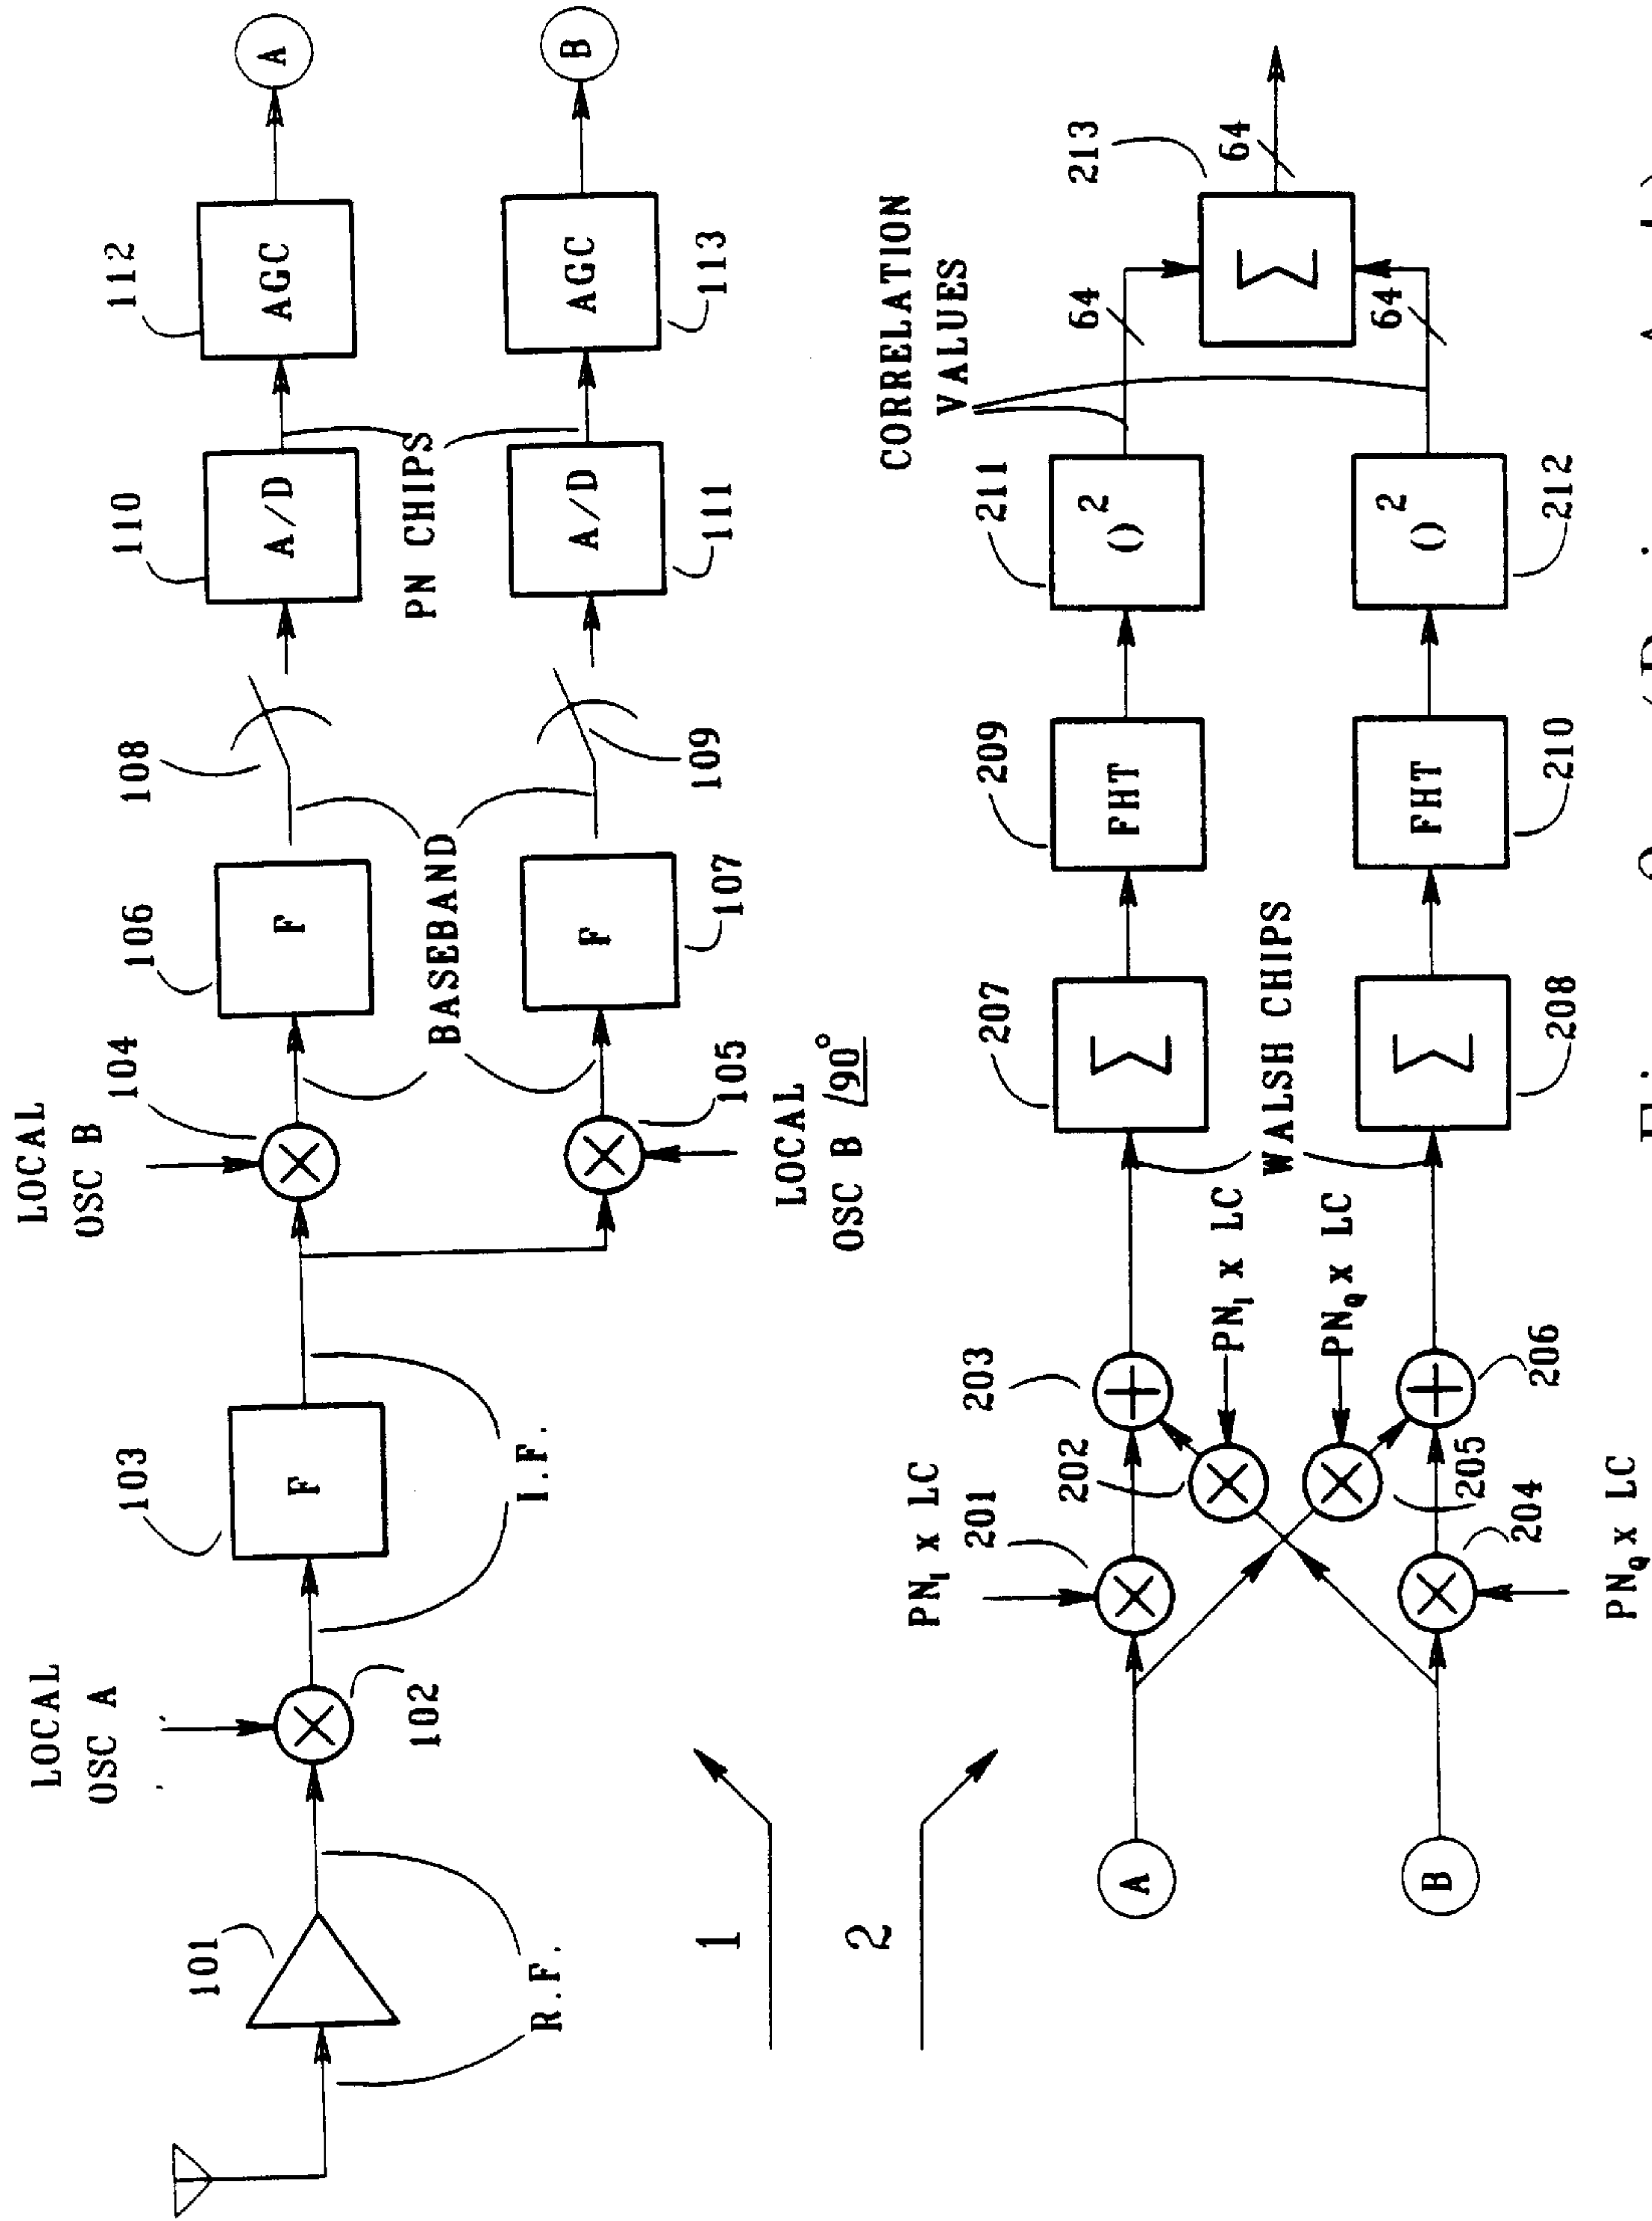 LOCAL
OSC A
LOCAL
OSC B
101
102
103
F
104
106
F
108
110
A/D
112
AGC
A
R.F.
I.F.
BASEBAND
PN CHIPS
105
LOCAL
OSC B /90°
107
F
109
111
A/D
113
AGC
B
1
2
A
PN_I x LC
201
202
203
PN_I x LC
207
Σ
209
FHT
211
()²
CORRELATION
VALUES
64
213
Σ
64
64
WALSH CHIPS
B
PN_Q x LC
204
205
206
PN_Q x LC
208
Σ
210
FHT
212
()²